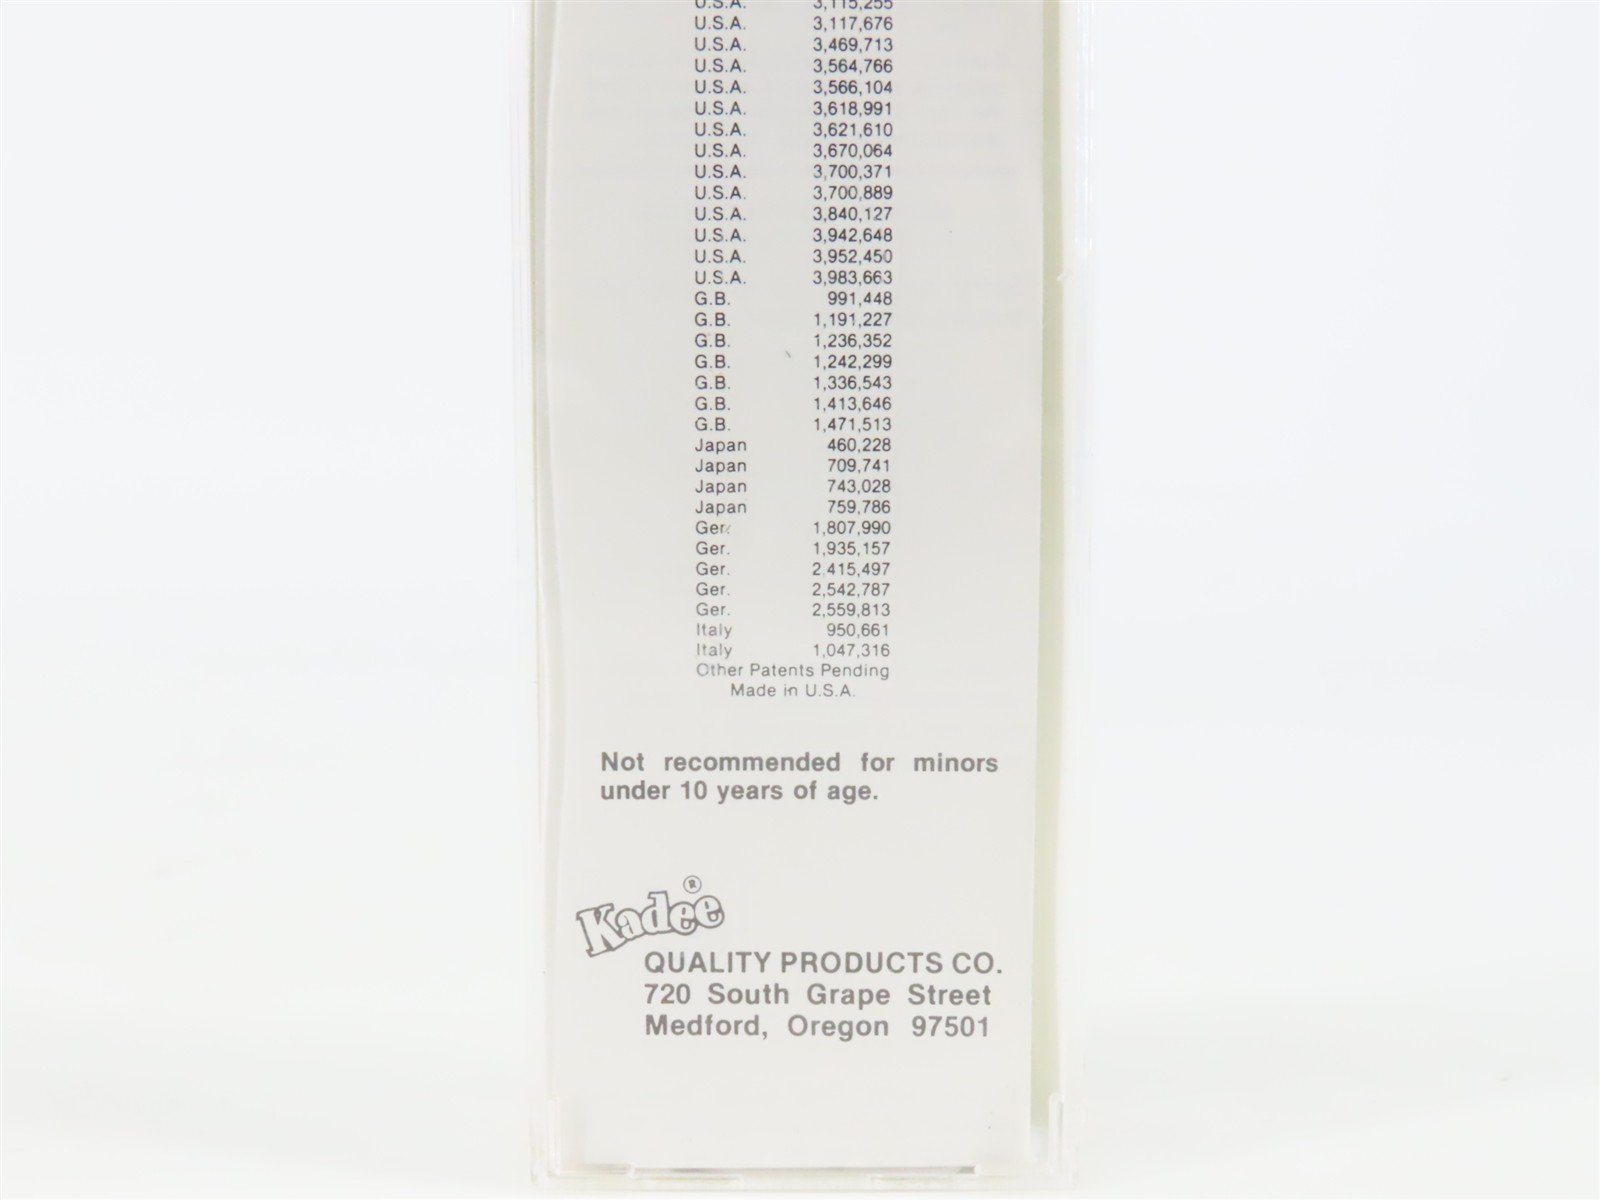 U.S.A. 3,115,255
U.S.A. 3,117,676
U.S.A. 3,469,713
U.S.A. 3,564,766
U.S.A. 3,566,104
U.S.A. 3,618,991
U.S.A. 3,621,610
U.S.A. 3,670,064
U.S.A. 3,700,371
U.S.A. 3,700,889
U.S.A. 3,840,127
U.S.A. 3,942,648
U.S.A. 3,952,450
U.S.A. 3,983,663
G.B. 991,448
G.B. 1,191,227
G.B. 1,236,352
G.B. 1,242,299
G.B. 1,336,543
G.B. 1,413,646
G.B. 1,471,513
Japan 460,228
Japan 709,741
Japan 743,028
Japan 759,786
Ger. 1,807,990
Ger. 1,935,157
Ger. 2,415,497
Ger. 2,542,787
Ger. 2,559,813
Italy 950,661
Italy 1,047,316
Other Patents Pending
Made in U.S.A.
Not recommended for minors
under 10 years of age.
Kadee®
QUALITY PRODUCTS CO.
720 South Grape Street
Medford, Oregon 97501